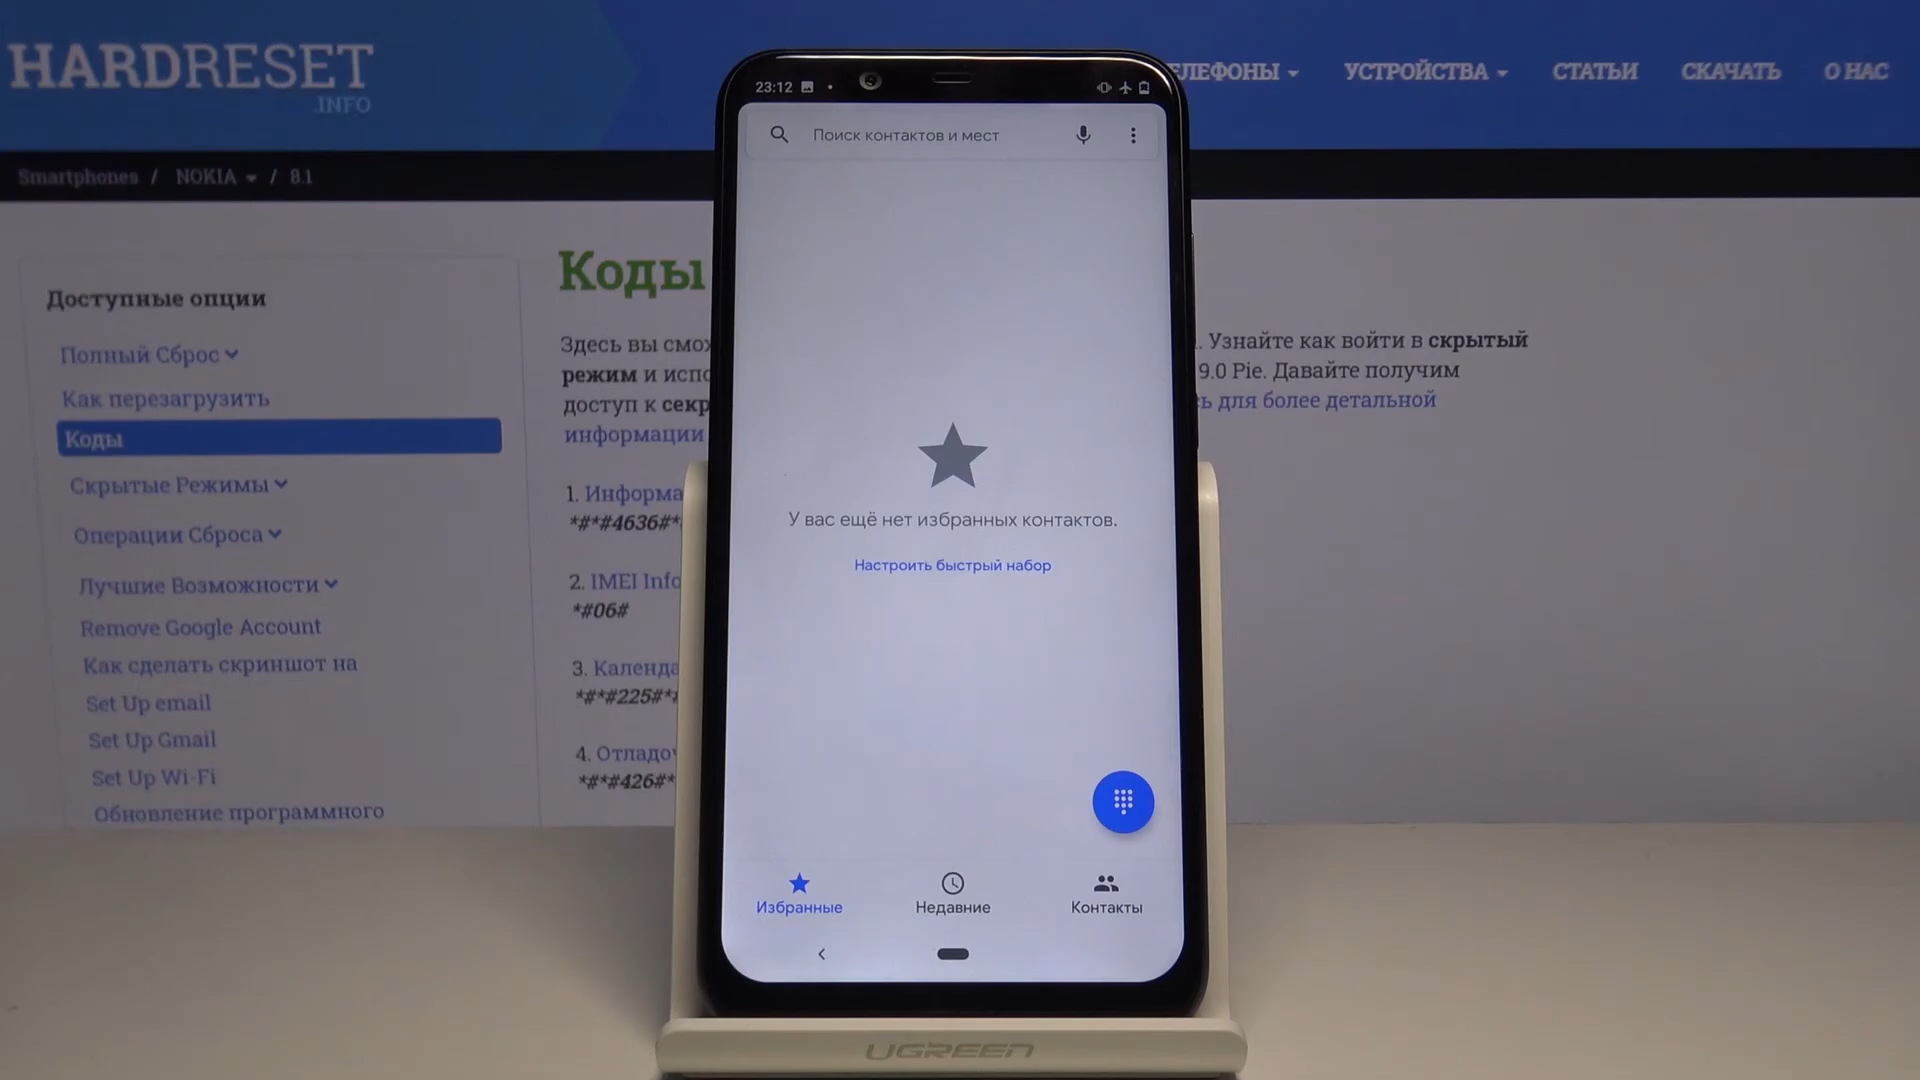 HARDRESET
.INFO
ЕЛЕФОНЫ УСТРОЙСТВА СТАТЬИ СКАЧАТЬ О НАС
Smartphones / NOKIA / 8.1
Доступные опции
Полный Сброс
Как перезагрузить
Коды
Скрытые Режимы
Операции Сброса
Лучшие Возможности
Remove Google Account
Как сделать скриншот на
Set Up email
Set Up Gmail
Set Up Wi-Fi
Обновление программного
Коды
Здесь вы смо
режим и испо
доступ к секр
информации
1. Информа
*#*#4636#*
2. IMEI Info
*#06#
3. Календа
*#*#225#*
4. Отладо
*#*#426#*
. Узнайте как войти в скрытый
9.0 Pie. Давайте получим
ь для более детальной
23:12
Поиск контактов и мест
У вас ещё нет избранных контактов.
Настроить быстрый набор
Избранные Недавние Контакты
UGREEN